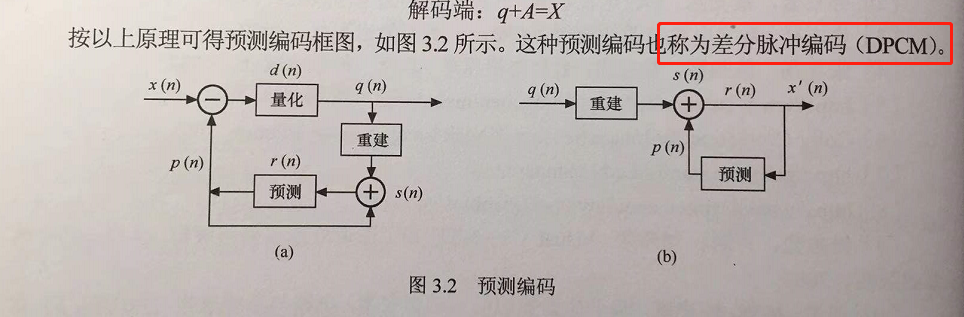 解码端：q+A=X
按以上原理可得预测编码框图，如图3.2所示。这种预测编码也称为差分脉冲编码（DPCM）。
x(n)
d(n)
量化
q(n)
重建
p(n)
r(n)
预测
s(n)
(a)
q(n)
重建
s(n)
r(n)
x′(n)
p(n)
预测
(b)
图 3.2 预测编码